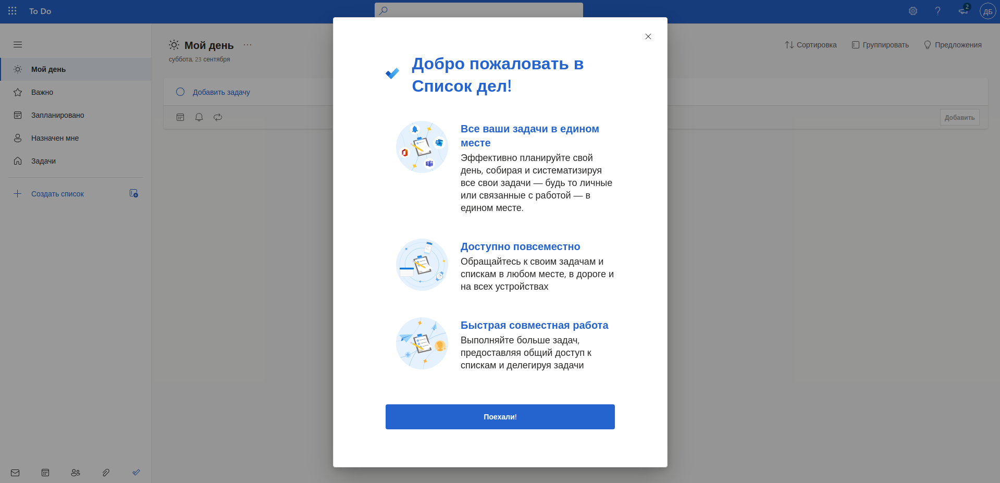 To Do
2
ДБ
Мой день
Важно
Запланировано
Назначен мне
Задачи
Создать список
Мой день
суббота, 23 сентября
Сортировка
Группировать
Предложения
Добавить задачу
Добавить
Добро пожаловать в
Список дел!
Все ваши задачи в едином
месте
Эффективно планируйте свой
день, собирая и систематизируя
все свои задачи — будь то личные
или связанные с работой — в
едином месте.
Доступно повсеместно
Обращайтесь к своим задачам и
спискам в любом месте, в дороге и
на всех устройствах
Быстрая совместная работа
Выполняйте больше задач,
предоставляя общий доступ к
спискам и делегируя задачи
Поехали!